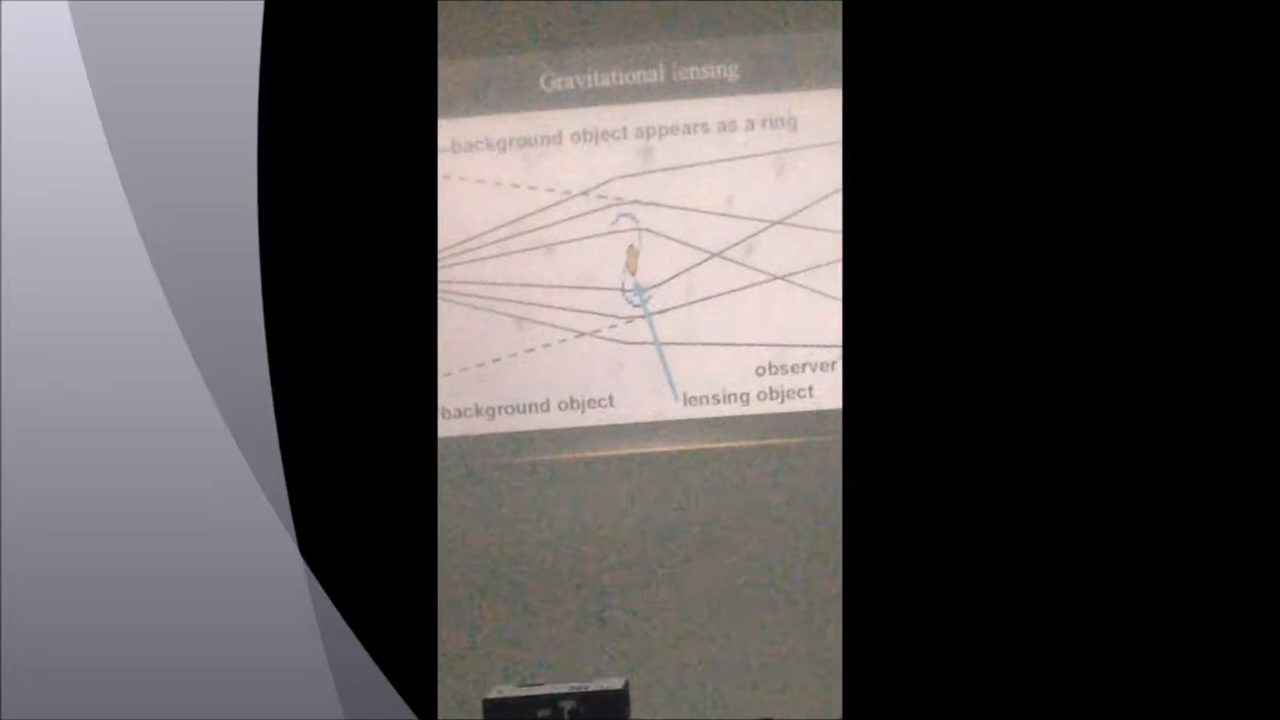 Gravitational lensing
–background object appears as a ring
observer
lensing object
background object